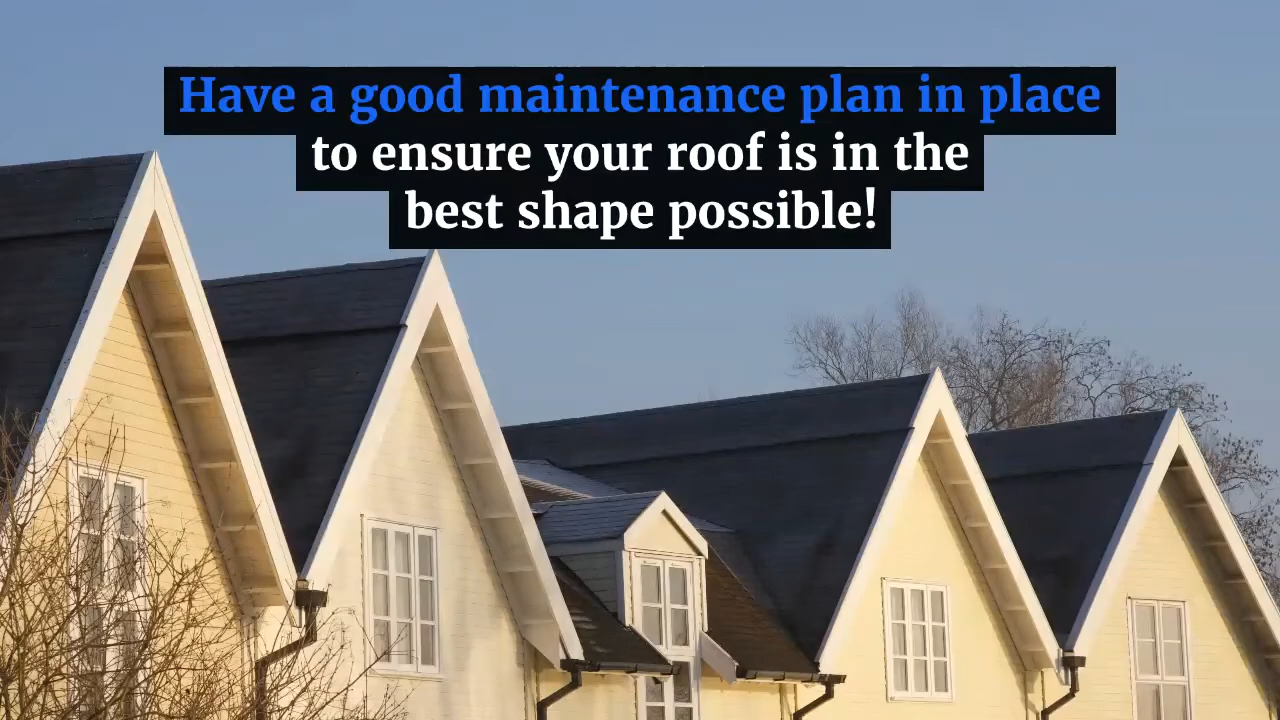 Have a good maintenance plan in place
to ensure your roof is in the
best shape possible!